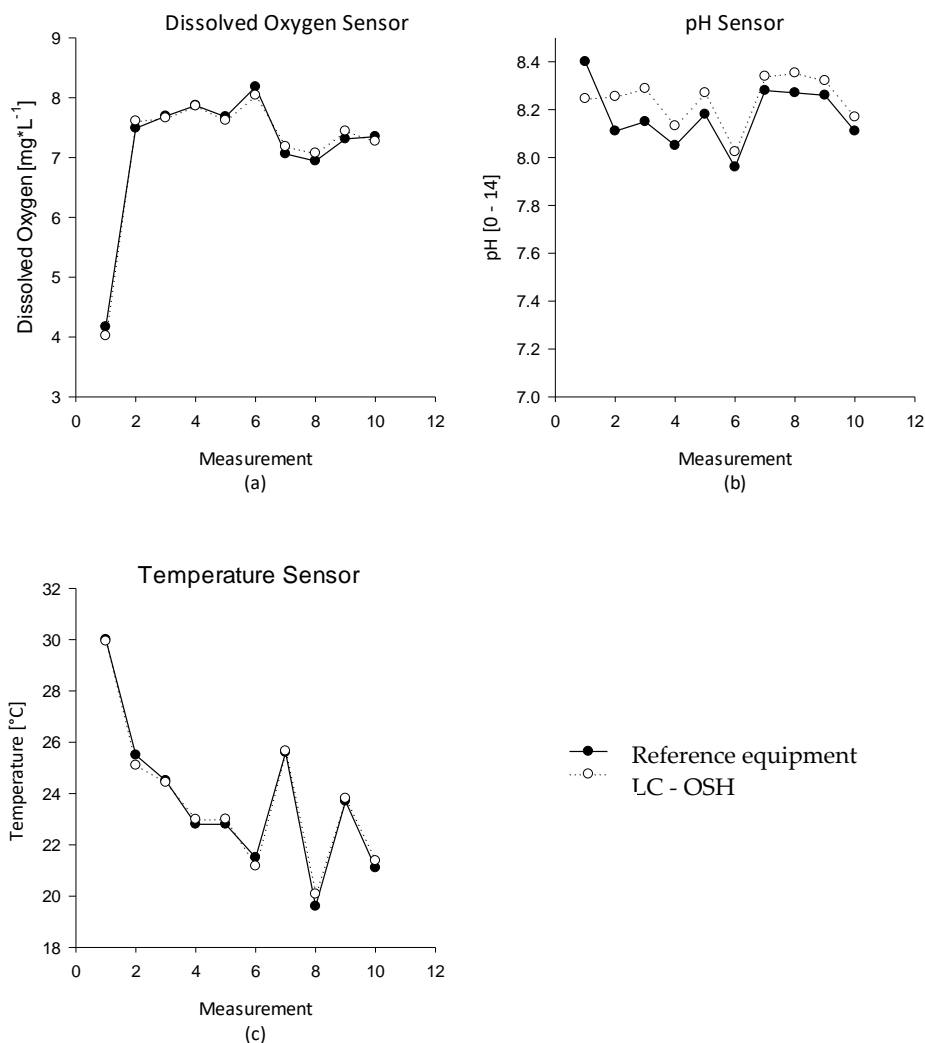 Dissolved Oxygen Sensor
9
8
7
6
5
4
3
Dissolved Oxygen [mg*L⁻¹]
0 2 4 6 8 10 12
Measurement
(a)
pH Sensor
8.4
8.2
8.0
7.8
7.6
7.4
7.2
7.0
pH [0 - 14]
0 2 4 6 8 10 12
Measurement
(b)
Temperature Sensor
32
30
28
26
24
22
20
18
Temperature [°C]
0 2 4 6 8 10 12
Measurement
(c)
Reference equipment
LC - OSH